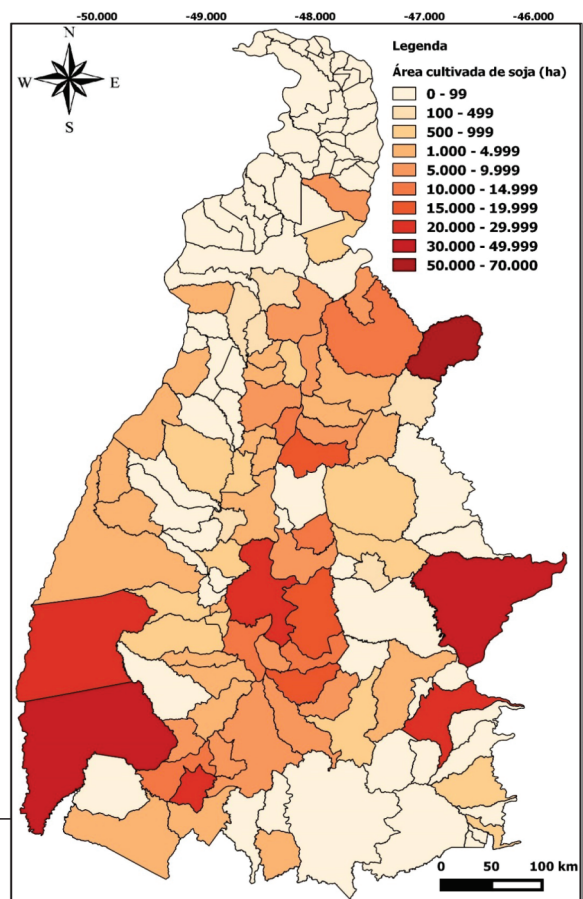 -50.000 -49.000 -48.000 -47.000 -46.000
N
W E
S
Legenda
Área cultivada de soja (ha)
0 - 99
100 - 499
500 - 999
1.000 - 4.999
5.000 - 9.999
10.000 - 14.999
15.000 - 19.999
20.000 - 29.999
30.000 - 49.999
50.000 - 70.000
0 50 100 km